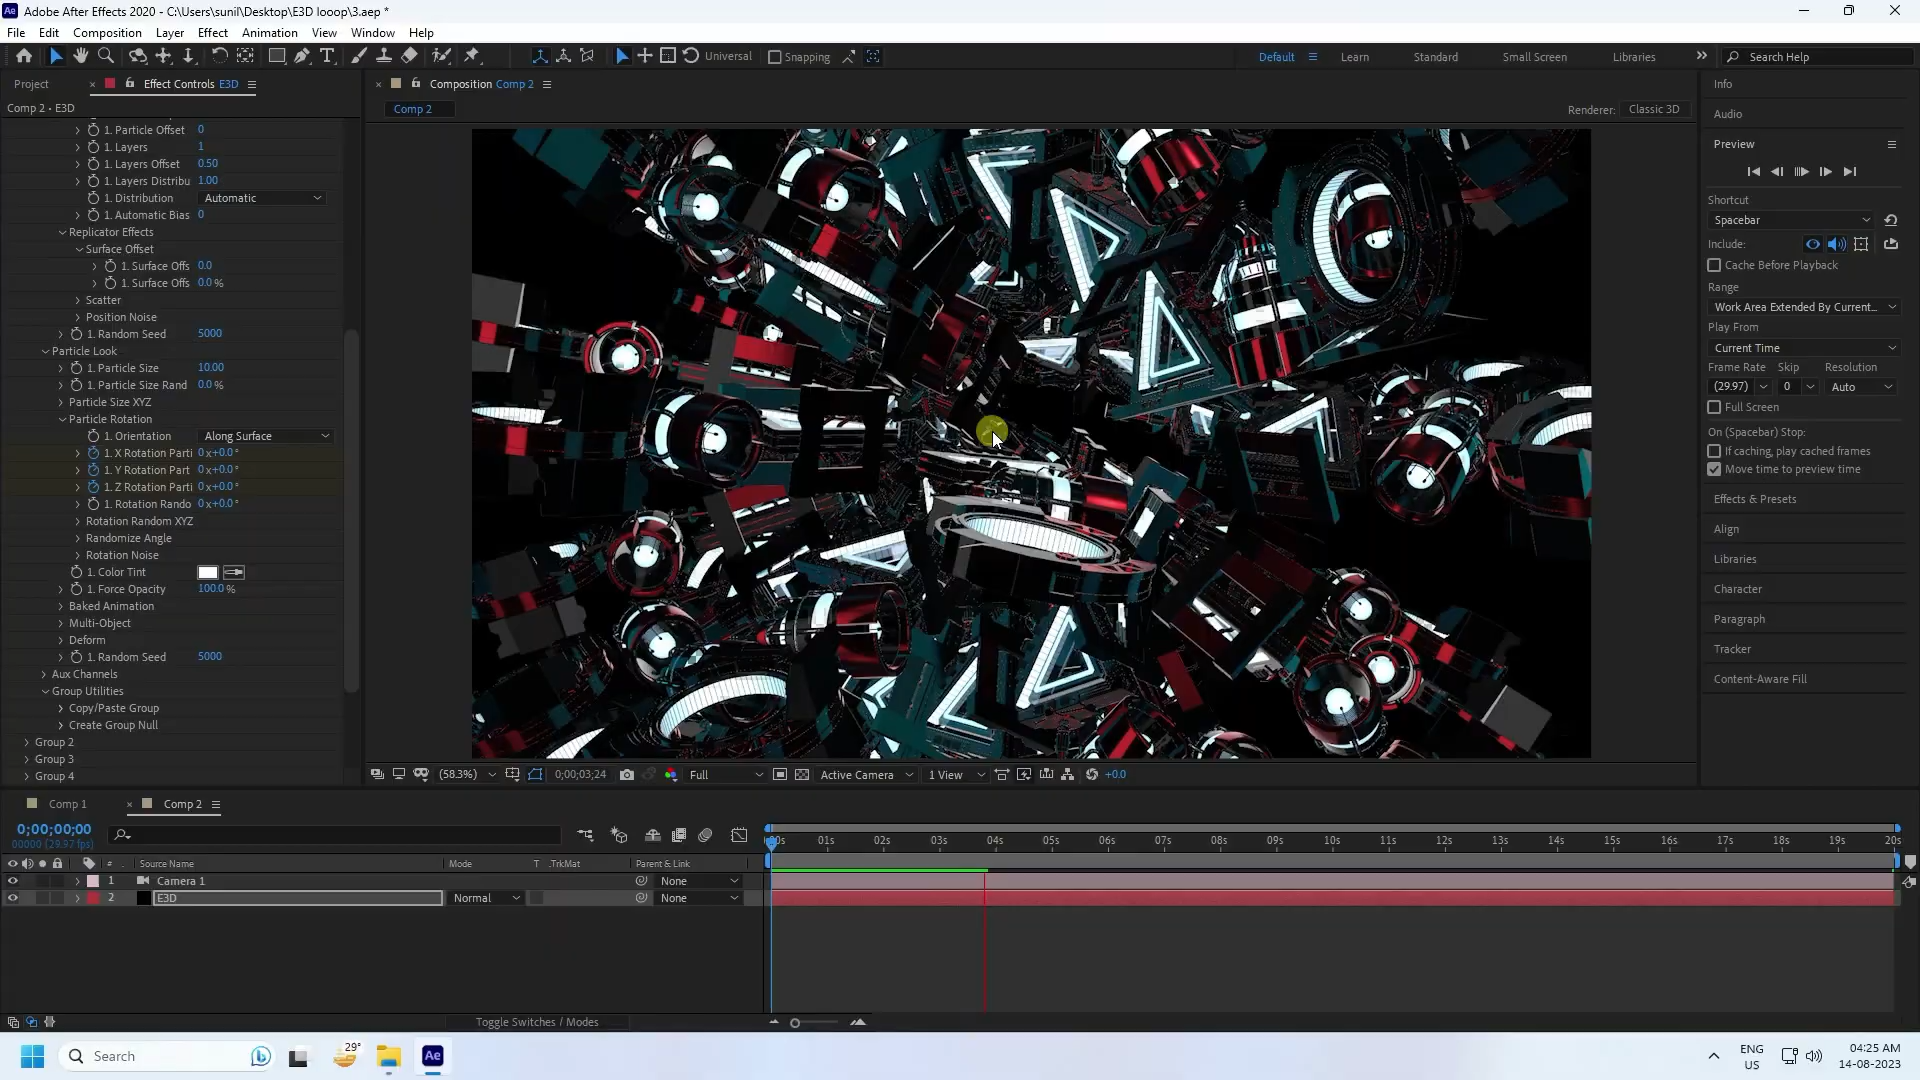 Adobe After Effects 2020 - C:\Users\sunil\Desktop\E3D looop\3.aep *
File Edit Composition Layer Effect Animation View Window Help
Universal Snapping Default Learn Standard Small Screen Libraries Search Help
Project Effect Controls E3D
Composition Comp 2
Comp 2 • E3D
Comp 2
Renderer: Classic 3D
1. Particle Offset 0
1. Layers 1
1. Layers Offset 0.50
1. Layers Distribu 1.00
1. Distribution Automatic
1. Automatic Bias 0
Replicator Effects
Surface Offset
1. Surface Offs 0.0
1. Surface Offs 0.0 %
Scatter
Position Noise
1. Random Seed 5000
Particle Look
1. Particle Size 10.00
1. Particle Size Rand 0.0 %
Particle Size XYZ
Particle Rotation
1. Orientation Along Surface
1. X Rotation Parti 0 x+0.0 °
1. Y Rotation Part 0 x+0.0 °
1. Z Rotation Parti 0 x+0.0 °
1. Rotation Rando 0 x+0.0 °
Rotation Random XYZ
Randomize Angle
Rotation Noise
1. Color Tint
1. Force Opacity 100.0 %
Baked Animation
Multi-Object
Deform
1. Random Seed 5000
Aux Channels
Group Utilities
Copy/Paste Group
Create Group Null
Group 2
Group 3
Group 4
(58.3%) 0;00;03;24 Full Active Camera 1 View +0.0
Info
Audio
Preview
Shortcut
Spacebar
Include:
Cache Before Playback
Range
Work Area Extended By Current...
Play From
Current Time
Frame Rate Skip Resolution
(29.97) 0 Auto
Full Screen
On (Spacebar) Stop:
If caching, play cached frames
Move time to preview time
Effects & Presets
Align
Libraries
Character
Paragraph
Tracker
Content-Aware Fill
Comp 1 Comp 2
0;00;00;00
00000 (29.97 fps)
01s 02s 03s 04s 05s 06s 07s 08s 09s 10s 11s 12s 13s 14s 15s 16s 17s 18s 19s 20s
# Source Name Mode T .TrkMat Parent & Link
1 Camera 1 None
2 E3D Normal None
Toggle Switches / Modes
Search
29°
Ae
ENG
US
04:25 AM
14-08-2023